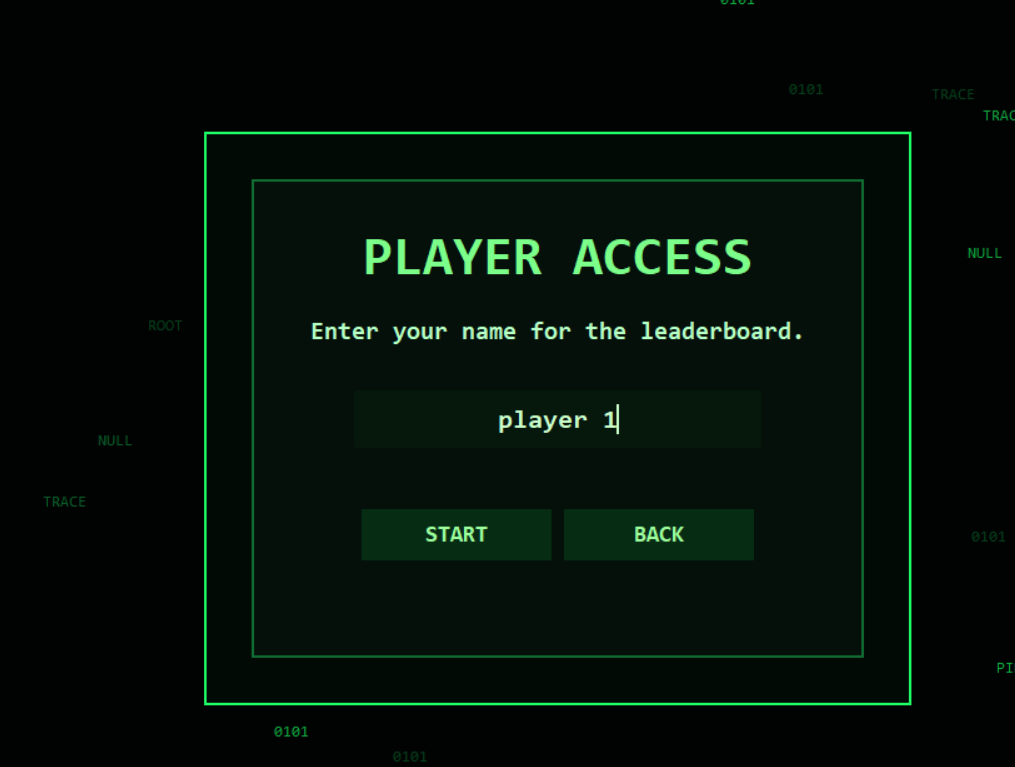 0101
0101
TRACE
TRAC
PLAYER ACCESS
NULL
ROOT
Enter your name for the leaderboard.
player 1
NULL
TRACE
START
BACK
0101
PI
0101
0101